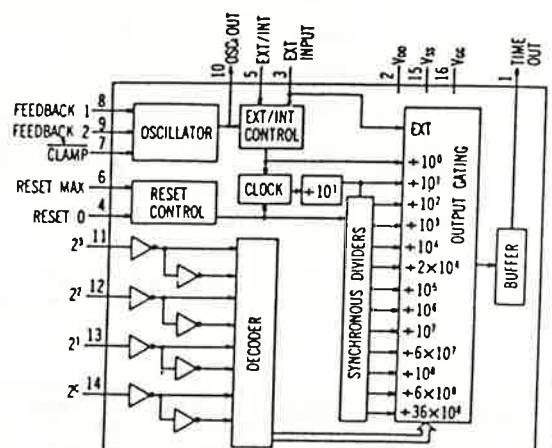 10 OSC OUT
5 EXT/INT
3 EXT INPUT
2 VDD
15 VSS
16 VGG
1 TIME OUT
FEEDBACK 1 8
FEEDBACK 2 9
CLAMP 7
OSCILLATOR
EXT/INT CONTROL
RESET MAX 6
RESET 0 4
RESET CONTROL
CLOCK
÷10¹
2³ 11
2² 12
2¹ 13
14
DECODER
SYNCHRONOUS DIVIDERS
EXT
÷10⁰
÷10¹
÷10²
÷10³
÷10⁴
÷2×10⁴
÷10⁵
÷10⁶
÷10⁷
÷6×10⁷
÷10⁸
÷6×10⁸
÷36×10⁸
OUTPUT GATING
BUFFER